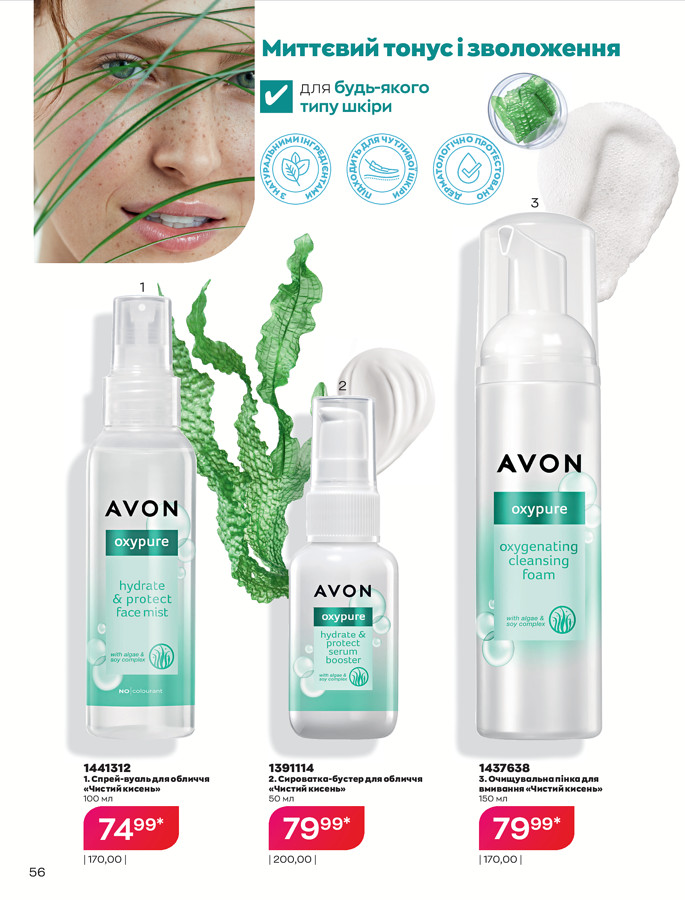 Миттєвий тонус і зволоження
для будь-якого
типу шкіри
З НАТУРАЛЬНИМИ ІНГРЕДІЄНТАМИ
ПІДХОДИТЬ ДЛЯ ЧУТЛИВОЇ ШКІРИ
ДЕРМАТОЛОГІЧНО ПРОТЕСТОВАНО
1
AVON
oxypure
hydrate
& protect
face mist
with algae &
soy complex
NO colourant
2
AVON
oxypure
hydrate &
protect
serum
booster
with algae &
soy complex
3
AVON
oxypure
oxygenating
cleansing
foam
with algae &
soy complex
1441312
1. Спрей-вуаль для обличчя
«Чистий кисень»
100 мл
74 99*
| 170,00 |
1391114
2. Сироватка-бустер для обличчя
«Чистий кисень»
50 мл
79 99*
| 200,00 |
1437638
3. Очищувальна пінка для
вмивання «Чистий кисень»
150 мл
79 99*
| 170,00 |
56